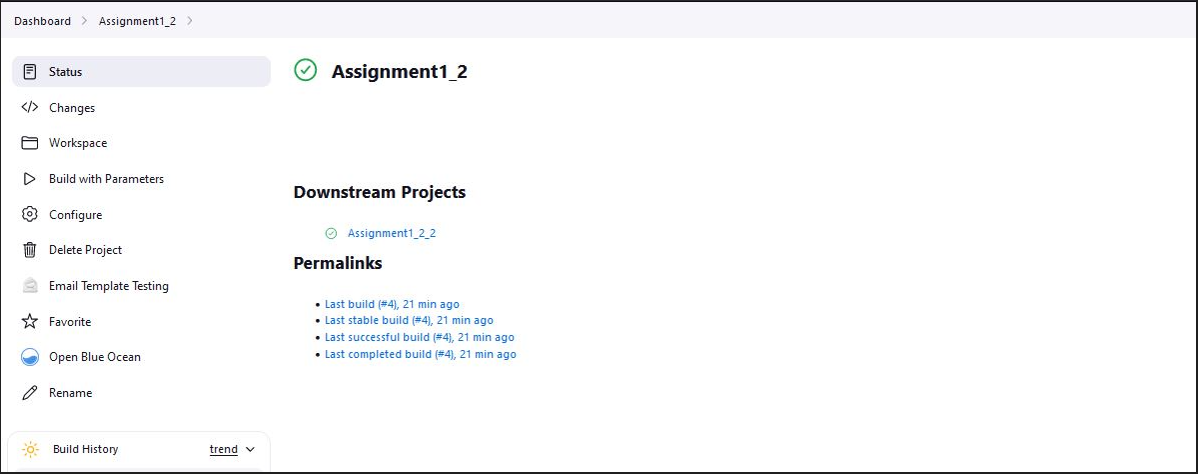 Dashboard > Assignment1_2 >
Status
Changes
Workspace
Build with Parameters
Configure
Delete Project
Email Template Testing
Favorite
Open Blue Ocean
Rename
Build History trend
Assignment1_2
Downstream Projects
Assignment1_2_2
Permalinks
• Last build (#4), 21 min ago
• Last stable build (#4), 21 min ago
• Last successful build (#4), 21 min ago
• Last completed build (#4), 21 min ago